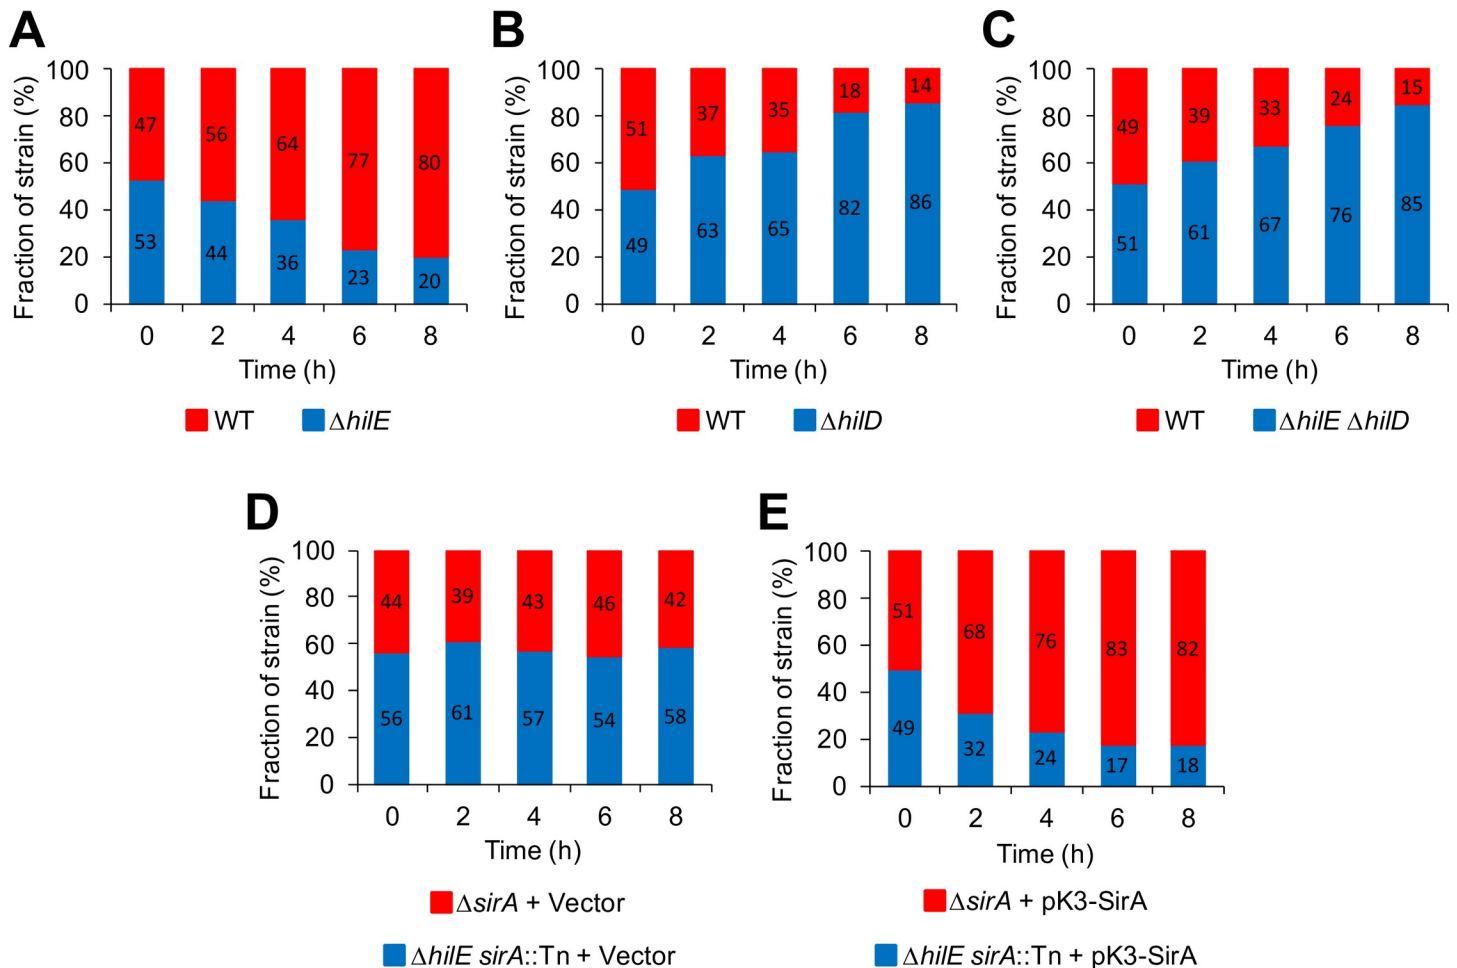 A
Fraction of strain (%)
100
80
60
40
20
0
47
56
64
77
80
53
44
36
23
20
0 2 4 6 8
Time (h)
WT ΔhilE
B
Fraction of strain (%)
100
80
60
40
20
0
51
37
35
18
14
49
63
65
82
86
0 2 4 6 8
Time (h)
WT ΔhilD
C
Fraction of strain (%)
100
80
60
40
20
0
49
39
33
24
15
51
61
67
76
85
0 2 4 6 8
Time (h)
WT ΔhilE ΔhilD
D
Fraction of strain (%)
100
80
60
40
20
0
44
39
43
46
42
56
61
57
54
58
0 2 4 6 8
Time (h)
ΔsirA + Vector
ΔhilE sirA::Tn + Vector
E
Fraction of strain (%)
100
80
60
40
20
0
51
68
76
83
82
49
32
24
17
18
0 2 4 6 8
Time (h)
ΔsirA + pK3-SirA
ΔhilE sirA::Tn + pK3-SirA